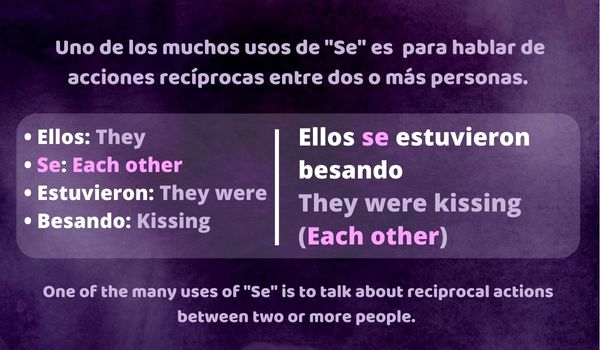 Uno de los muchos usos de "Se" es para hablar de
acciones recíprocas entre dos o más personas.
• Ellos: They
• Se: Each other
• Estuvieron: They were
• Besando: Kissing
Ellos se estuvieron
besando
They were kissing
(Each other)
One of the many uses of "Se" is to talk about reciprocal actions
between two or more people.